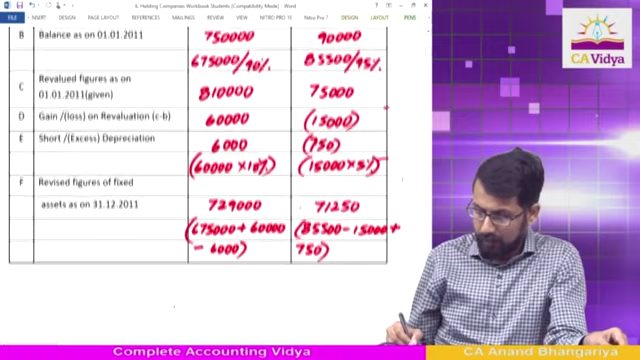 6. Holding Companies Workbook Students (Compatibility Mode) - Word
FILE HOME INSERT DESIGN PAGE LAYOUT REFERENCES MAILINGS REVIEW VIEW NITRO PRO Nitro Pro DESIGN LAYOUT PENS
CA Vidya
B Balance as on 01.01.2011 750000 90000
675000/90% 85500/95%
C Revalued figures as on
01.01.2011(given) 810000 75000
D Gain /(loss) on Revaluation (c-b) 60000 (15000)
E Short /(Excess) Depreciation 6000 (750)
(60000 × 10%) (15000 × 5%)
F Revised figures of fixed
assets as on 31.12.2011 729000 71250
(675000 + 60000 (85500 - 15000 +
- 6000) 750)
Complete Accounting Vidya
CA Anand Bhangariya